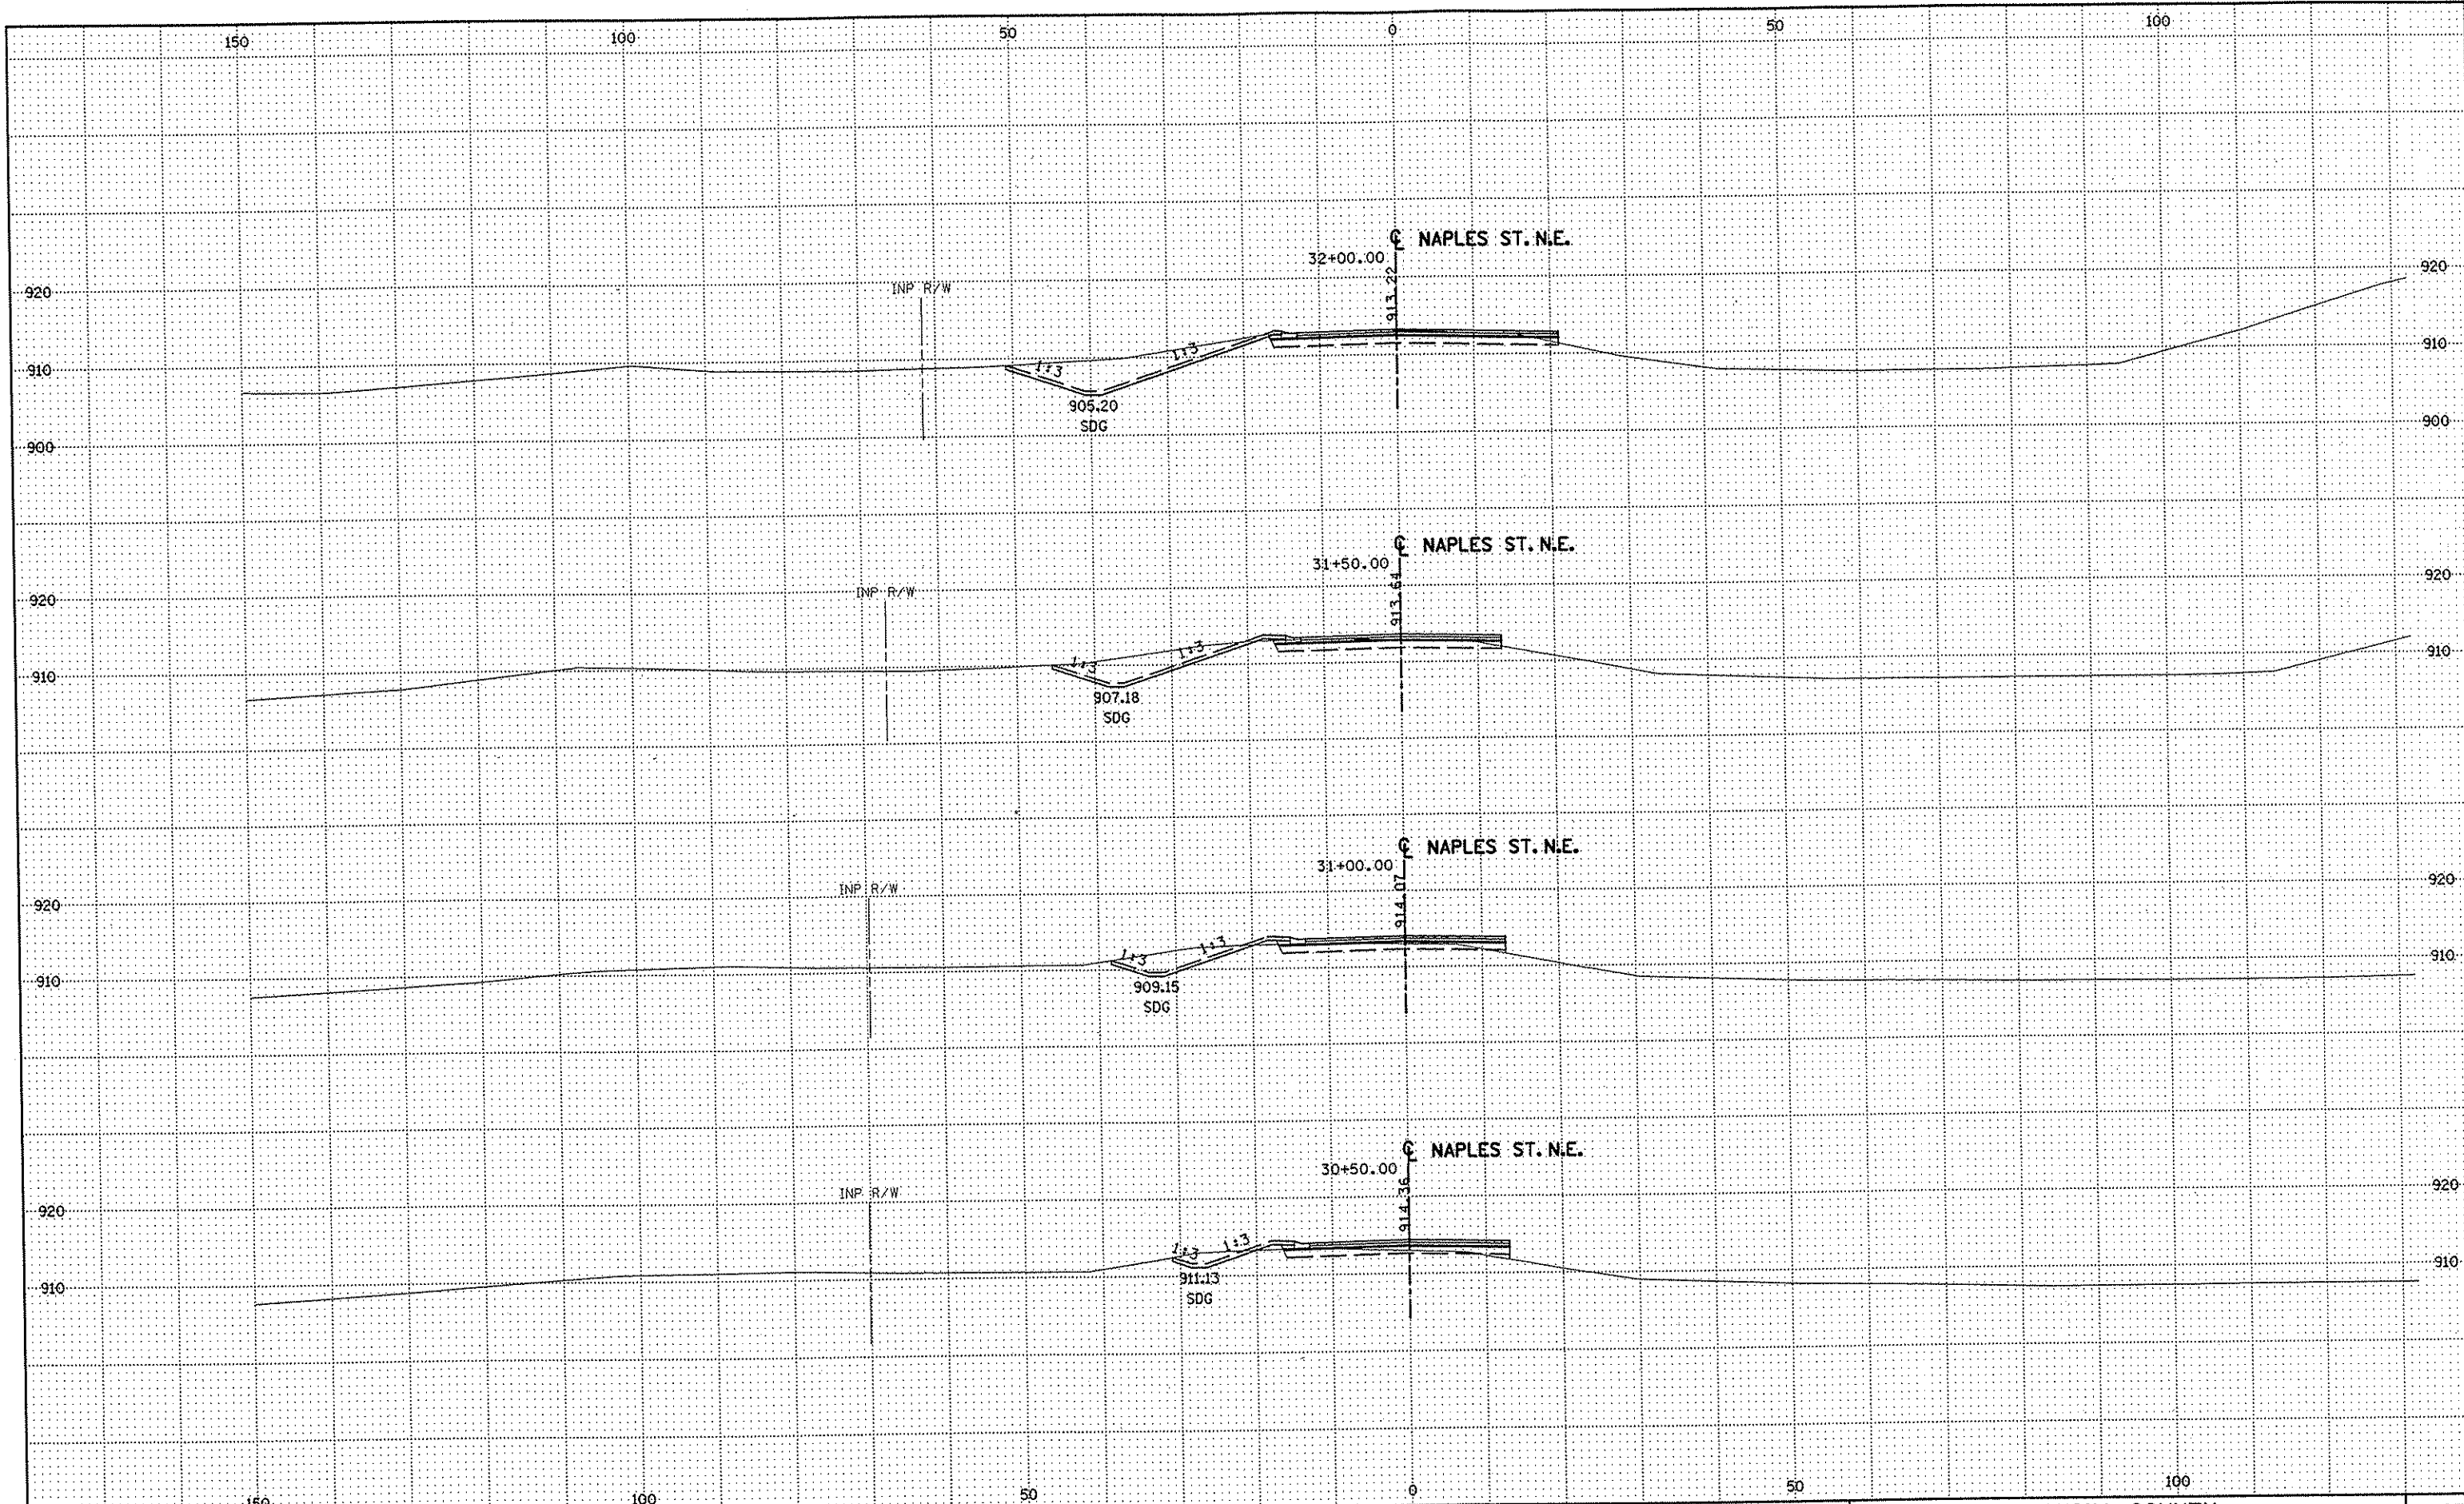 150 100 50 0 50 100
℄ NAPLES ST. N.E.
32+00.00
913.22
INP R/W
920 920
1:3
1:3
910 910
905.20
SDG
900 900
℄ NAPLES ST. N.E.
31+50.00
913.64
INP R/W
920 920
1:3
1:3
910 910
907.18
SDG
℄ NAPLES ST. N.E.
31+00.00
914.07
INP R/W
920 920
1:3
1:3
910 910
909.15
SDG
℄ NAPLES ST. N.E.
30+50.00
914.36
INP R/W
920 920
1:3
1:3
910 910
911.13
SDG
150 100 50 0 50 100